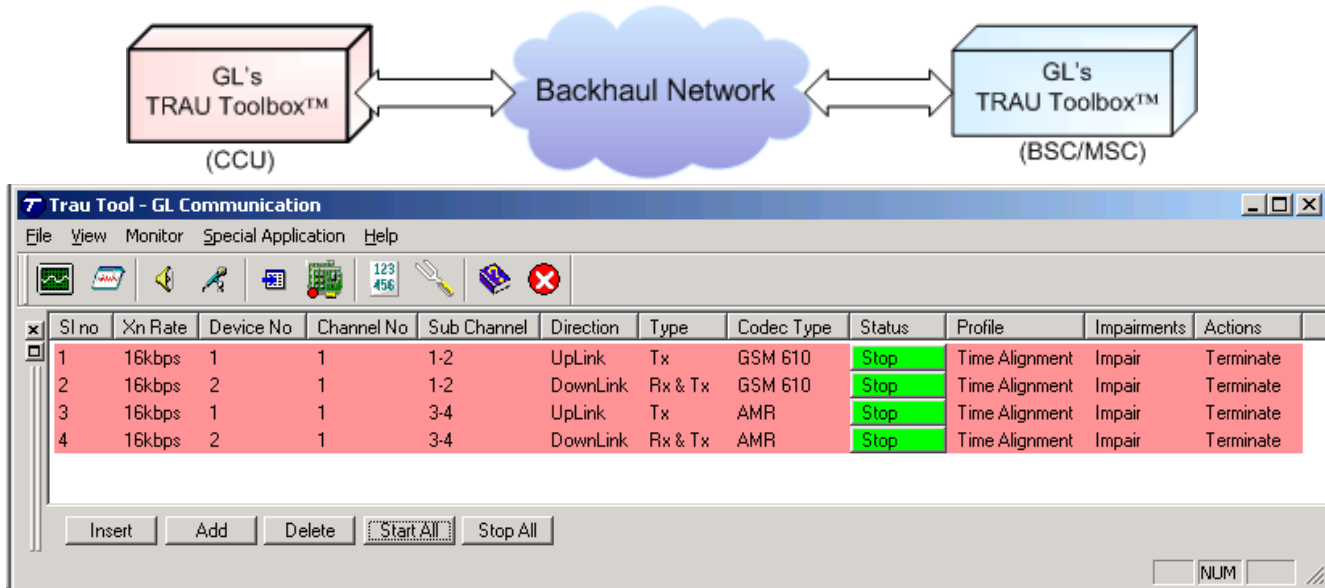 GL's
TRAU Toolbox™
(CCU)
Backhaul Network
GL's
TRAU Toolbox™
(BSC/MSC)
Trau Tool - GL Communication
File View Monitor Special Application Help
123
456
Sl no Xn Rate Device No Channel No Sub Channel Direction Type Codec Type Status Profile Impairments Actions
1 16kbps 1 1 1-2 UpLink Tx GSM 610 Stop Time Alignment Impair Terminate
2 16kbps 2 1 1-2 DownLink Rx & Tx GSM 610 Stop Time Alignment Impair Terminate
3 16kbps 1 1 3-4 UpLink Tx AMR Stop Time Alignment Impair Terminate
4 16kbps 2 1 3-4 DownLink Rx & Tx AMR Stop Time Alignment Impair Terminate
Insert Add Delete Start All Stop All
NUM